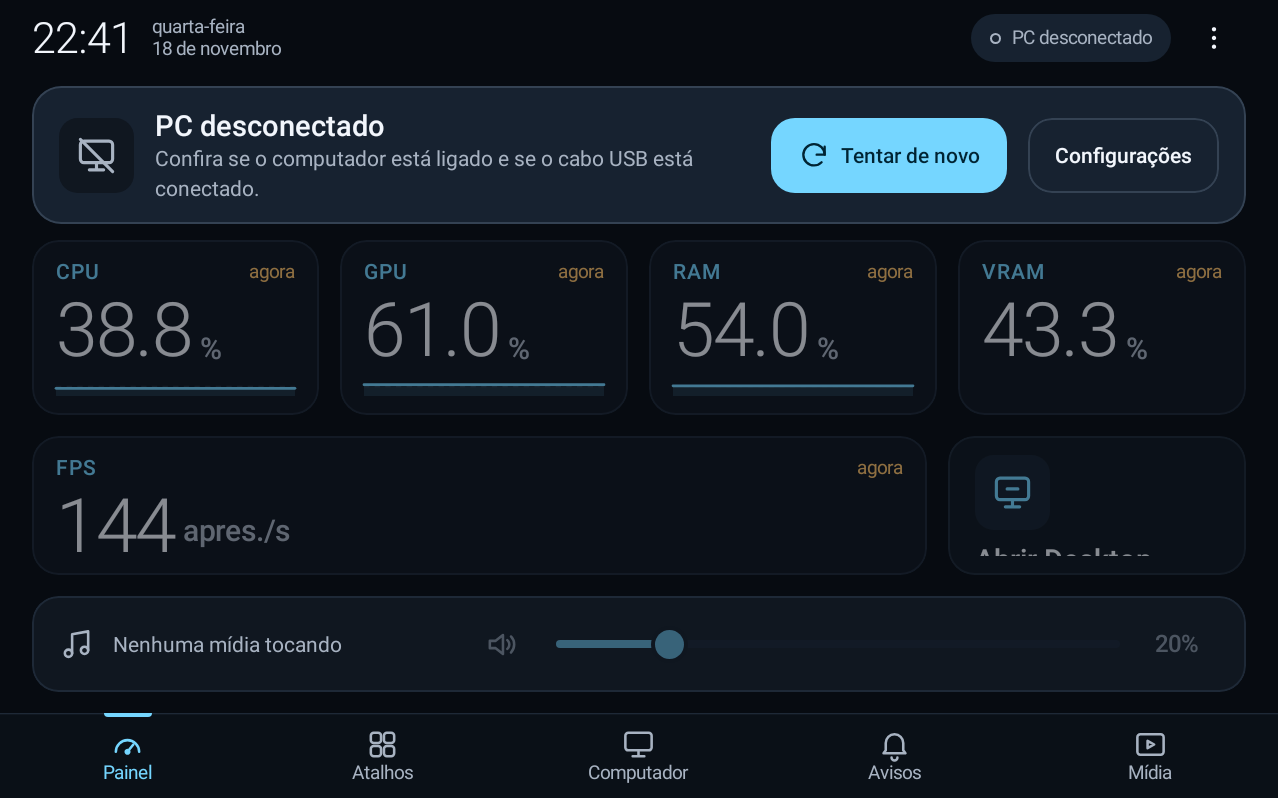 22:41
quarta-feira
18 de novembro
PC desconectado
PC desconectado
Confira se o computador está ligado e se o cabo USB está
conectado.
Tentar de novo
Configurações
CPU
agora
38.8 %
GPU
agora
61.0 %
RAM
agora
54.0 %
VRAM
agora
43.3 %
FPS
agora
144 apres./s
Abrir Desktop
Nenhuma mídia tocando
20%
Painel
Atalhos
Computador
Avisos
Mídia